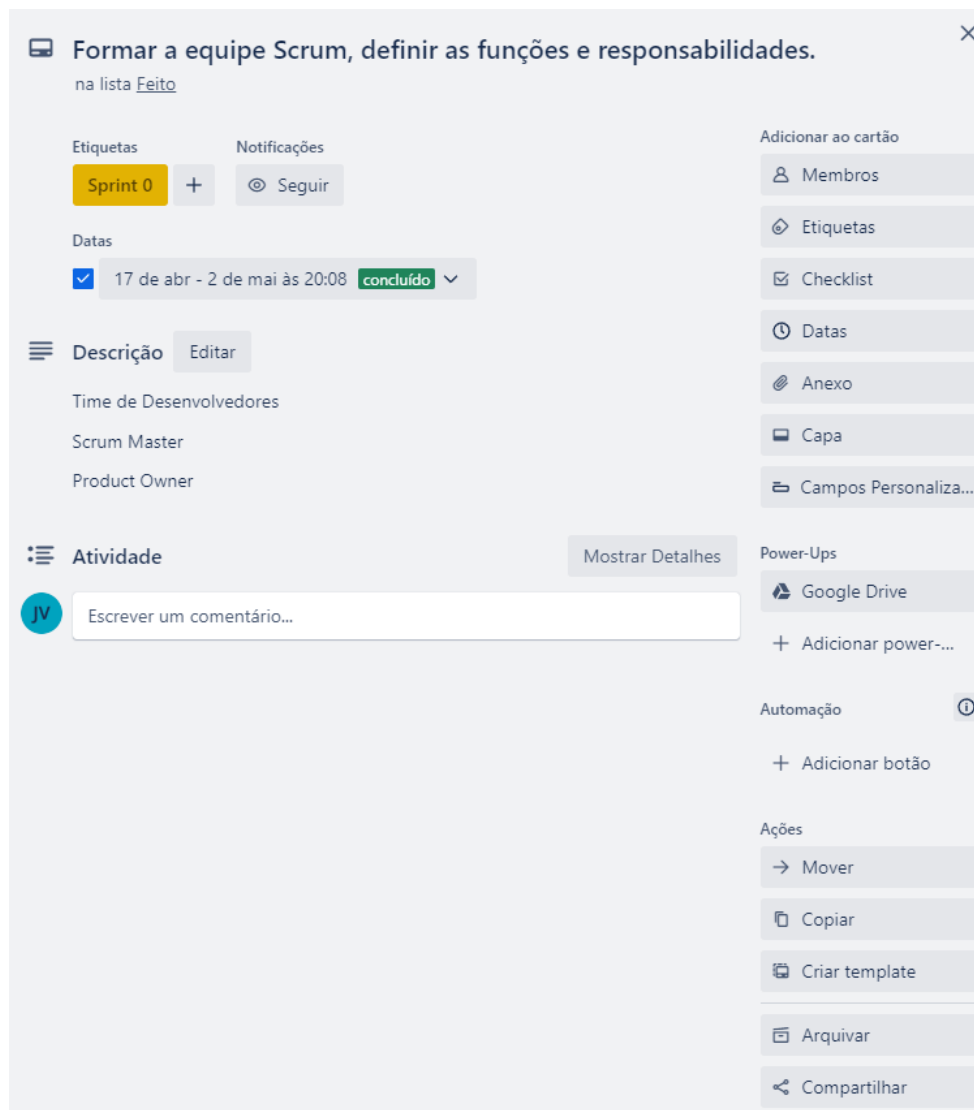 Formar a equipe Scrum, definir as funções e responsabilidades.
na lista Feito
Etiquetas
Notificações
Sprint 0
Seguir
Datas
17 de abr - 2 de mai às 20:08 concluído
Descrição
Editar
Time de Desenvolvedores
Scrum Master
Product Owner
Atividade
Mostrar Detalhes
JV
Escrever um comentário...
Adicionar ao cartão
Membros
Etiquetas
Checklist
Datas
Anexo
Capa
Campos Personaliza...
Power-Ups
Google Drive
+ Adicionar power-...
Automação
+ Adicionar botão
Ações
Mover
Copiar
Criar template
Arquivar
Compartilhar